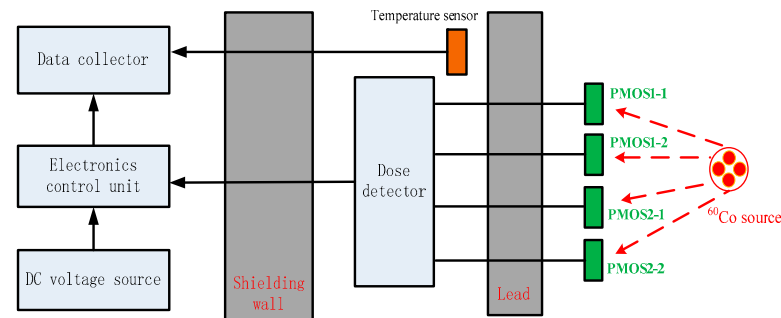 Temperature sensor
Data collector
PMOS1-1
PMOS1-2
Electronics
control unit
Dose
detector
PMOS2-1
⁶⁰Co source
DC voltage source
Shielding
wall
Lead
PMOS2-2